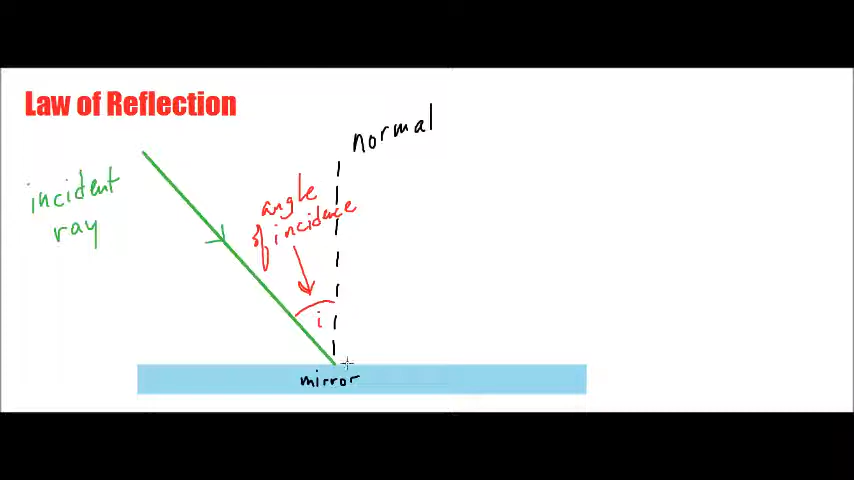 Law of Reflection
normal
incident
ray
angle
of incidence
i
mirror